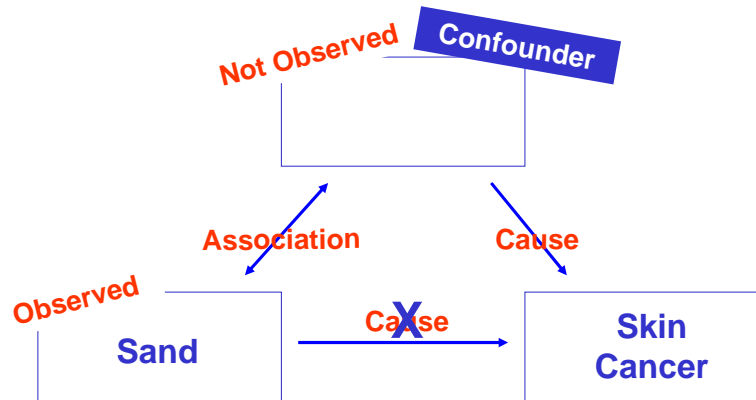 Not Observed
Confounder
Association
Cause
Observed
Cause
X
Sand
Skin
Cancer